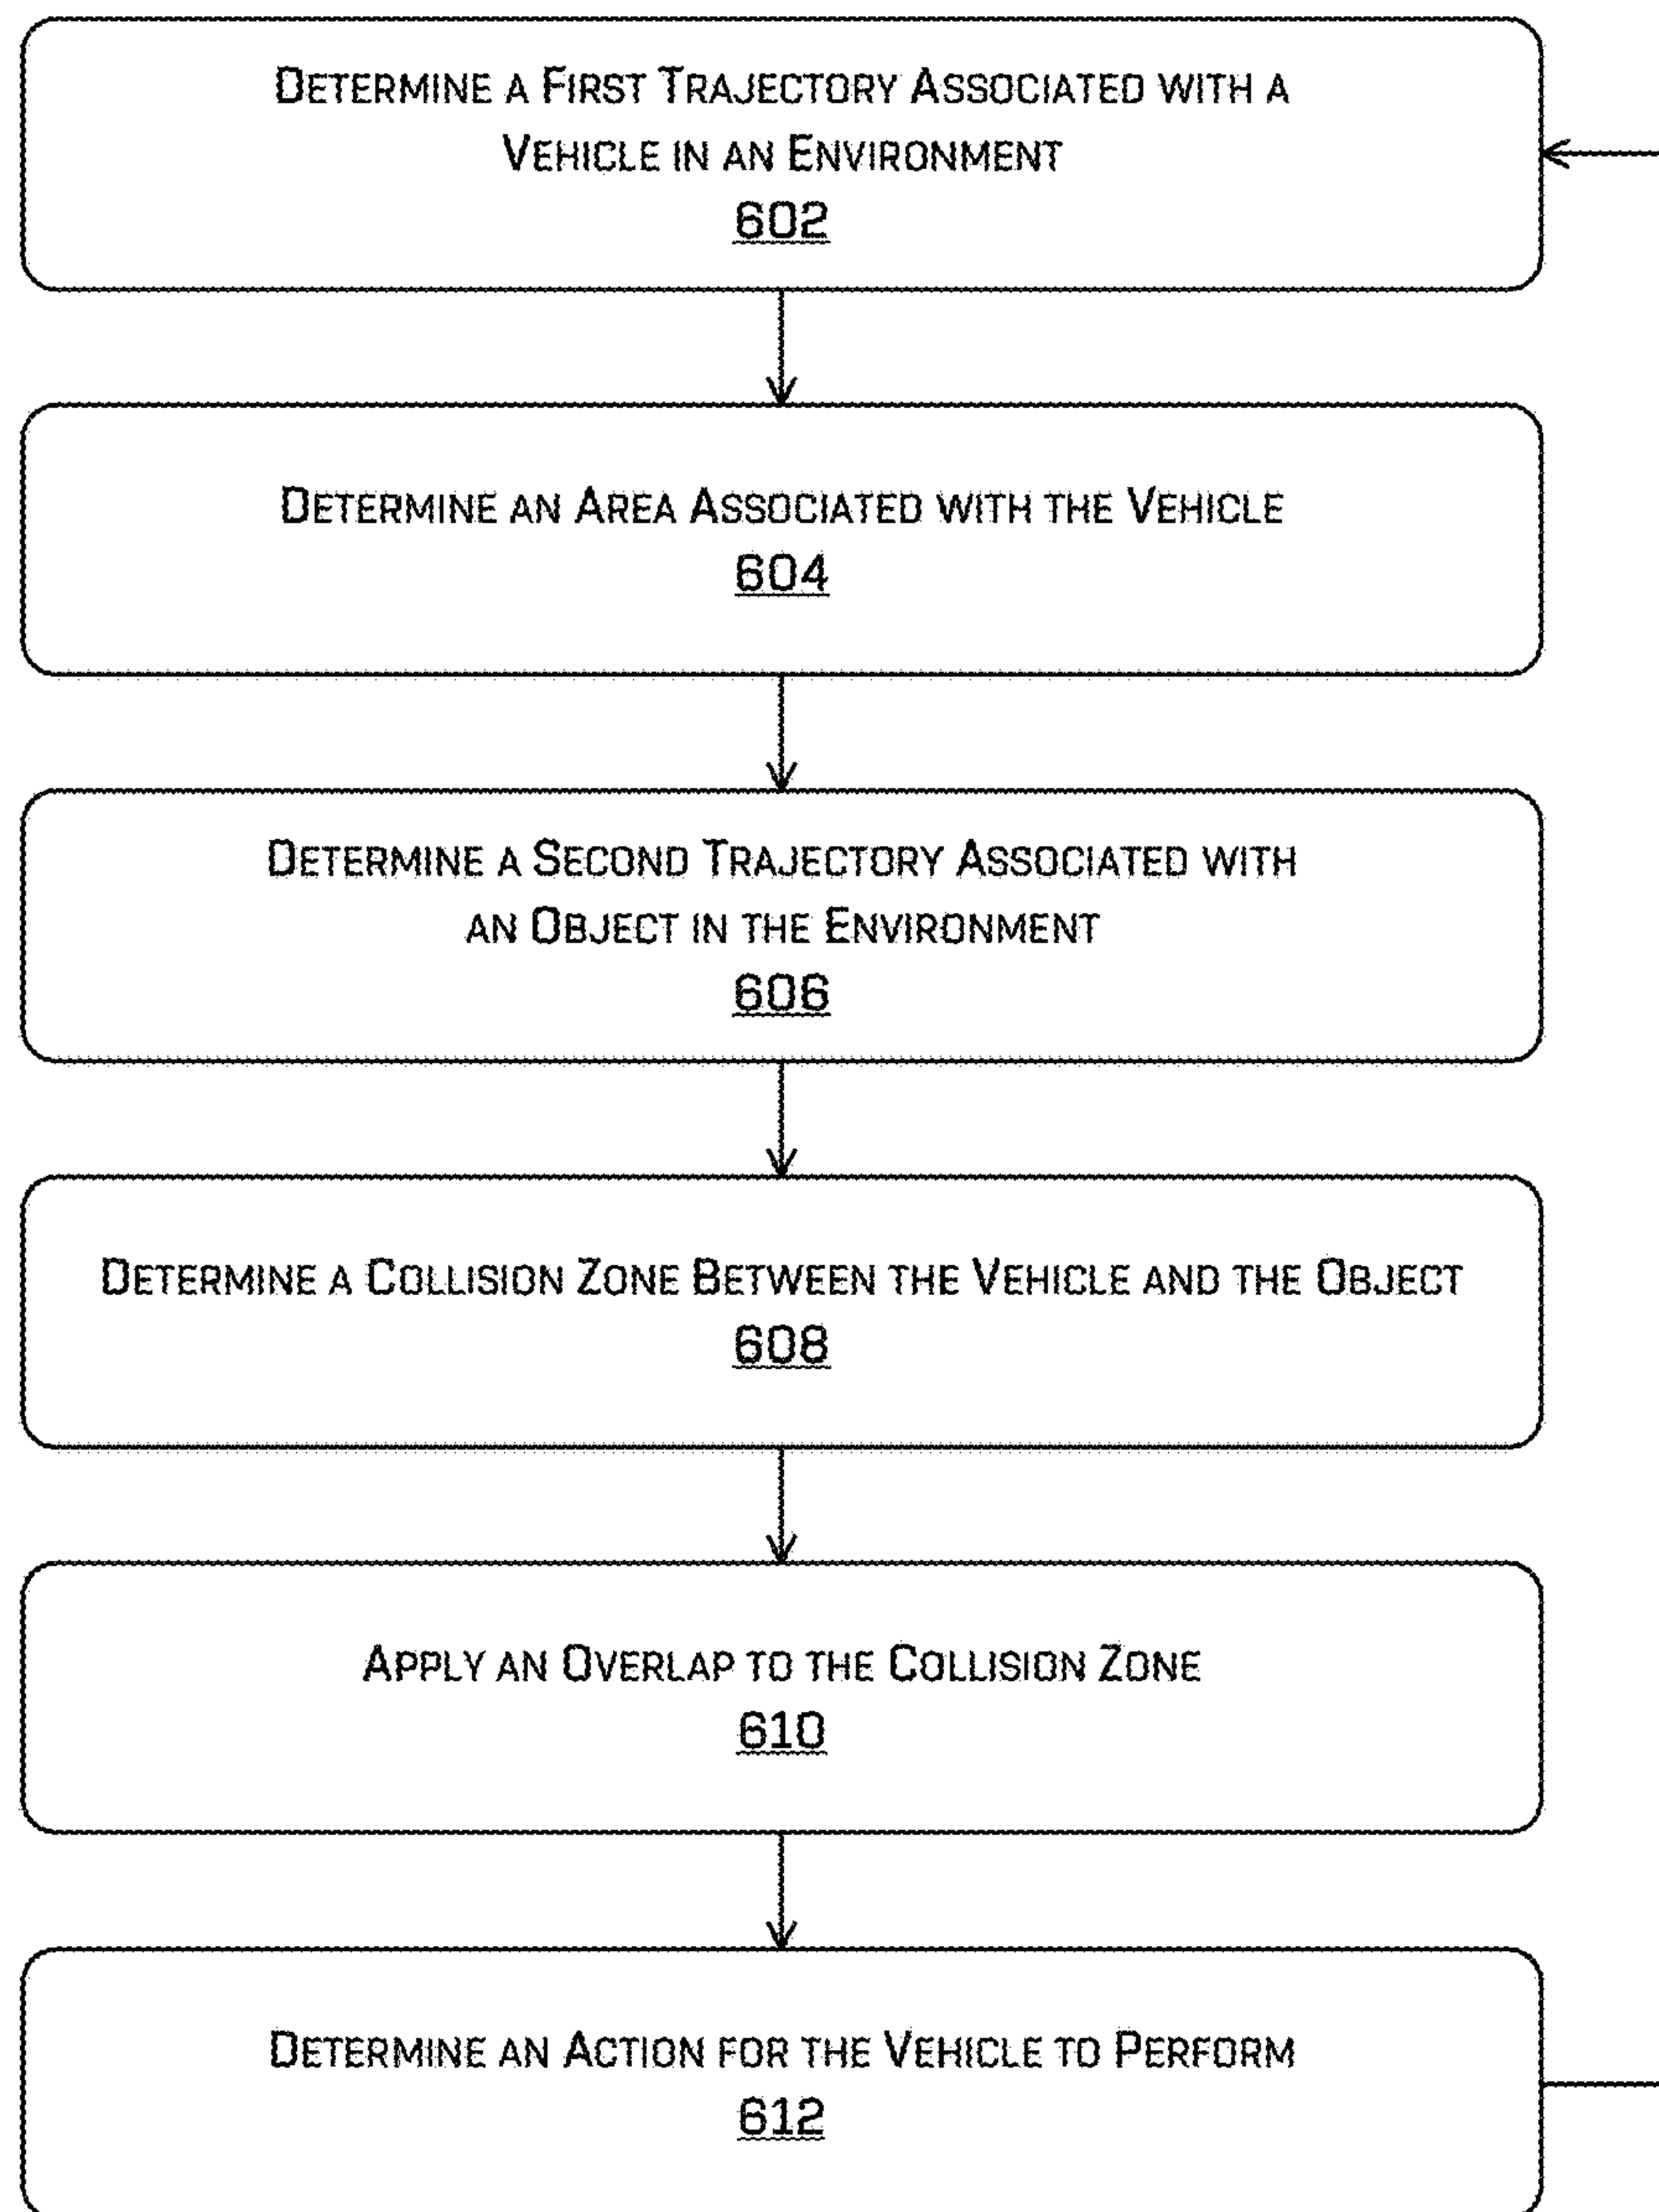 Determine a First Trajectory Associated with a
Vehicle in an Environment
602
Determine an Area Associated with the Vehicle
604
Determine a Second Trajectory Associated with
an Object in the Environment
606
Determine a Collision Zone Between the Vehicle and the Object
608
Apply an Overlap to the Collision Zone
610
Determine an Action for the Vehicle to Perform
612